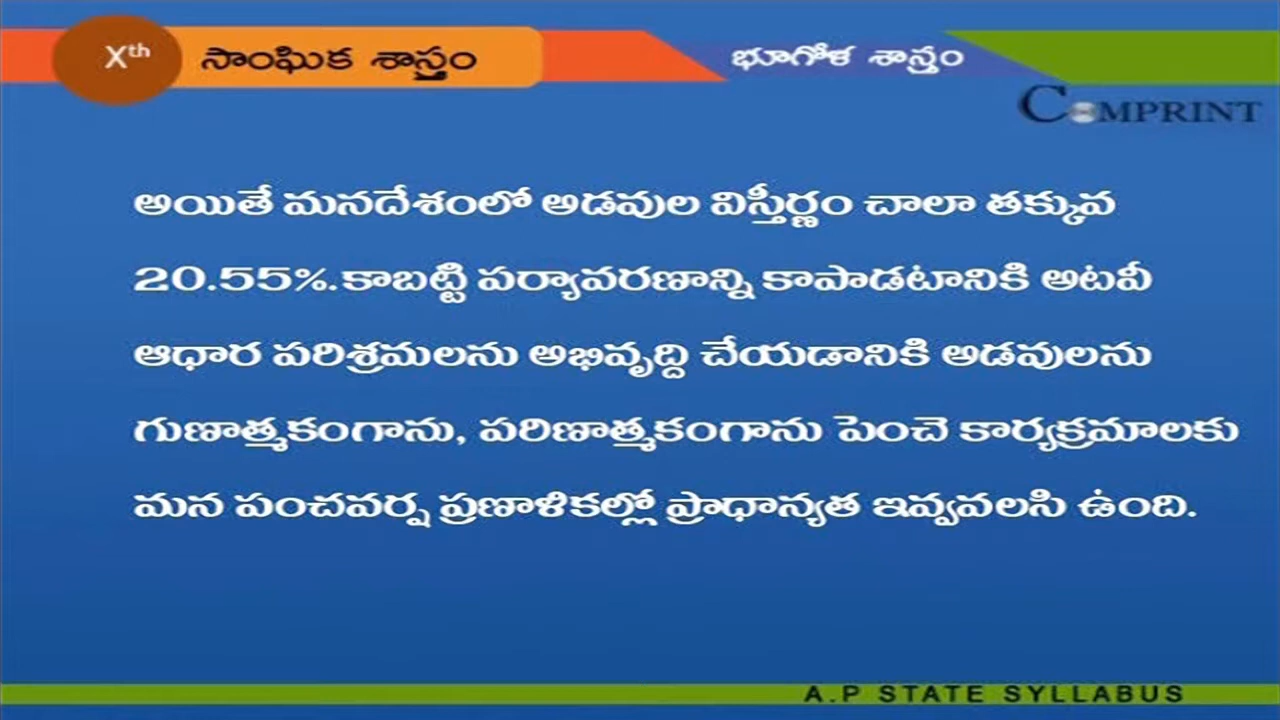 Xth సాంఘిక శాస్త్రం
భూగోళ శాస్త్రం
COMPRINT
అయితే మనదేశంలో అడవుల విస్తీర్ణం చాలా తక్కువ
20.55%.కాబట్టి పర్యావరణాన్ని కాపాడటానికి అటవీ
ఆధార పరిశ్రమలను అభివృద్ది చేయడానికి అడవులను
గుణాత్మకంగాను, పరిణాత్మకంగాను పెంచె కార్యక్రమాలకు
మన పంచవర్ష ప్రణాళికల్లో ప్రాధాన్యత ఇవ్వవలసి ఉంది.
A.P STATE SYLLABUS